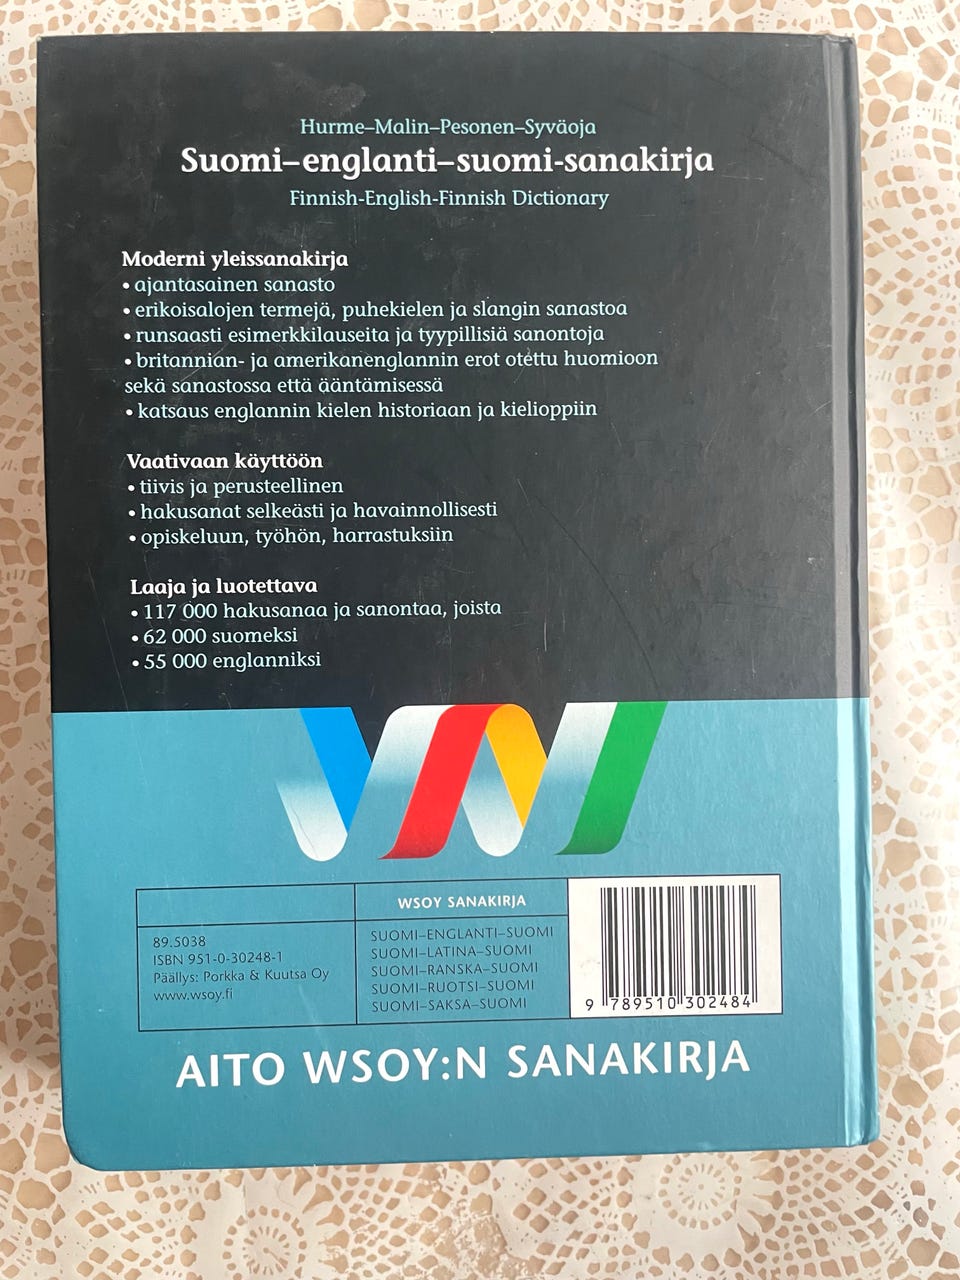 Hurme–Malin–Pesonen–Syväoja
Suomi–englanti–suomi-sanakirja
Finnish-English-Finnish Dictionary
Moderni yleissanakirja
• ajantasainen sanasto
• erikoisalojen termejä, puhekielen ja slangin sanastoa
• runsaasti esimerkkilauseita ja tyypillisiä sanontoja
• britannian- ja amerikanenglannin erot otettu huomioon
sekä sanastossa että ääntämisessä
• katsaus englannin kielen historiaan ja kielioppiin
Vaativaan käyttöön
• tiivis ja perusteellinen
• hakusanat selkeästi ja havainnollisesti
• opiskeluun, työhön, harrastuksiin
Laaja ja luotettava
• 117 000 hakusanaa ja sanontaa, joista
• 62 000 suomeksi
• 55 000 englanniksi
89.5038
ISBN 951-0-30248-1
Päällys: Porkka & Kuutsa Oy
www.wsoy.fi
WSOY SANAKIRJA
SUOMI–ENGLANTI–SUOMI
SUOMI–LATINA–SUOMI
SUOMI–RANSKA–SUOMI
SUOMI–RUOTSI–SUOMI
SUOMI–SAKSA–SUOMI
9 789510 302484
AITO WSOY:N SANAKIRJA